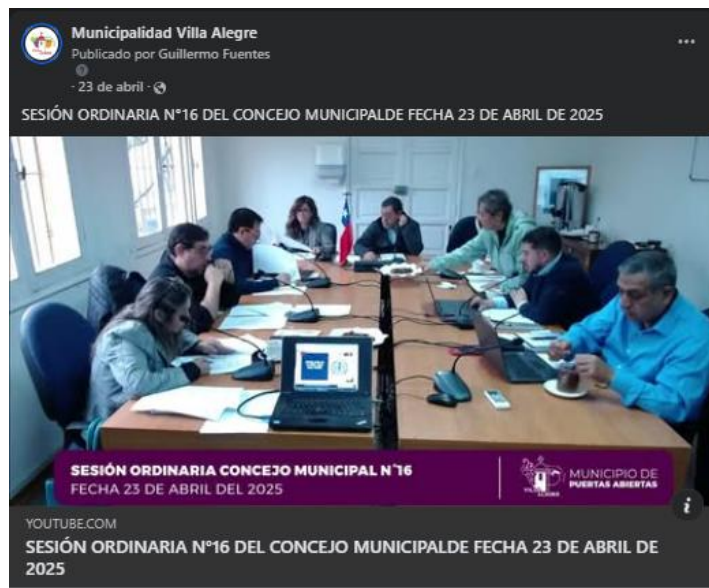 Municipalidad Villa Alegre
Publicado por Guillermo Fuentes
· 23 de abril ·
SESIÓN ORDINARIA N°16 DEL CONCEJO MUNICIPALDE FECHA 23 DE ABRIL DE 2025
SESIÓN ORDINARIA CONCEJO MUNICIPAL N°16
FECHA 23 DE ABRIL DEL 2025
MUNICIPIO DE
PUERTAS ABIERTAS
YOUTUBE.COM
SESIÓN ORDINARIA N°16 DEL CONCEJO MUNICIPALDE FECHA 23 DE ABRIL DE
2025